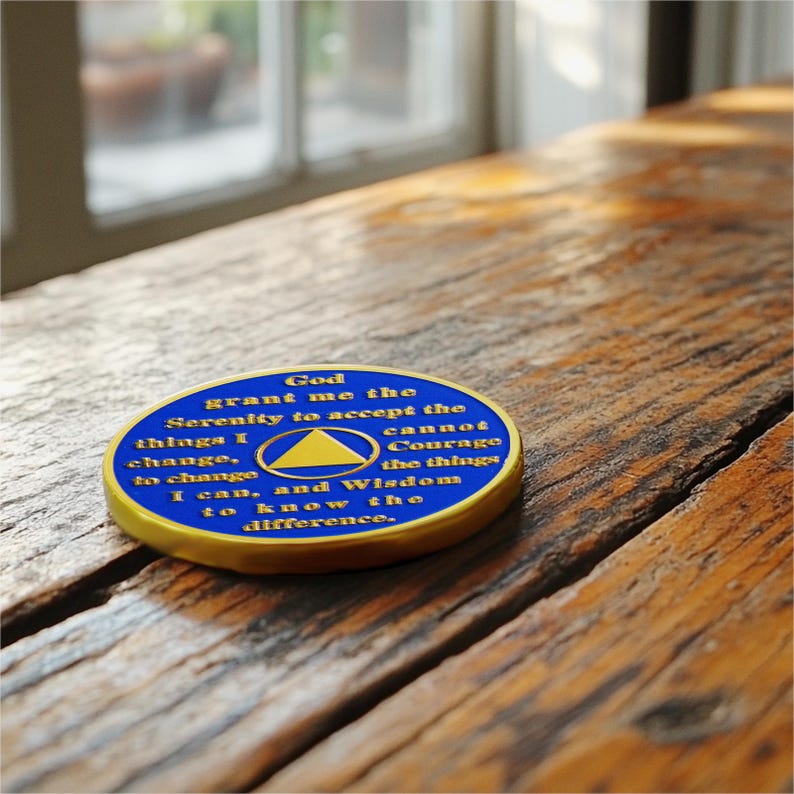 God
grant me the
Serenity to accept the
things I cannot
change, Courage
to change the things
I can, and Wisdom
to know the
difference.